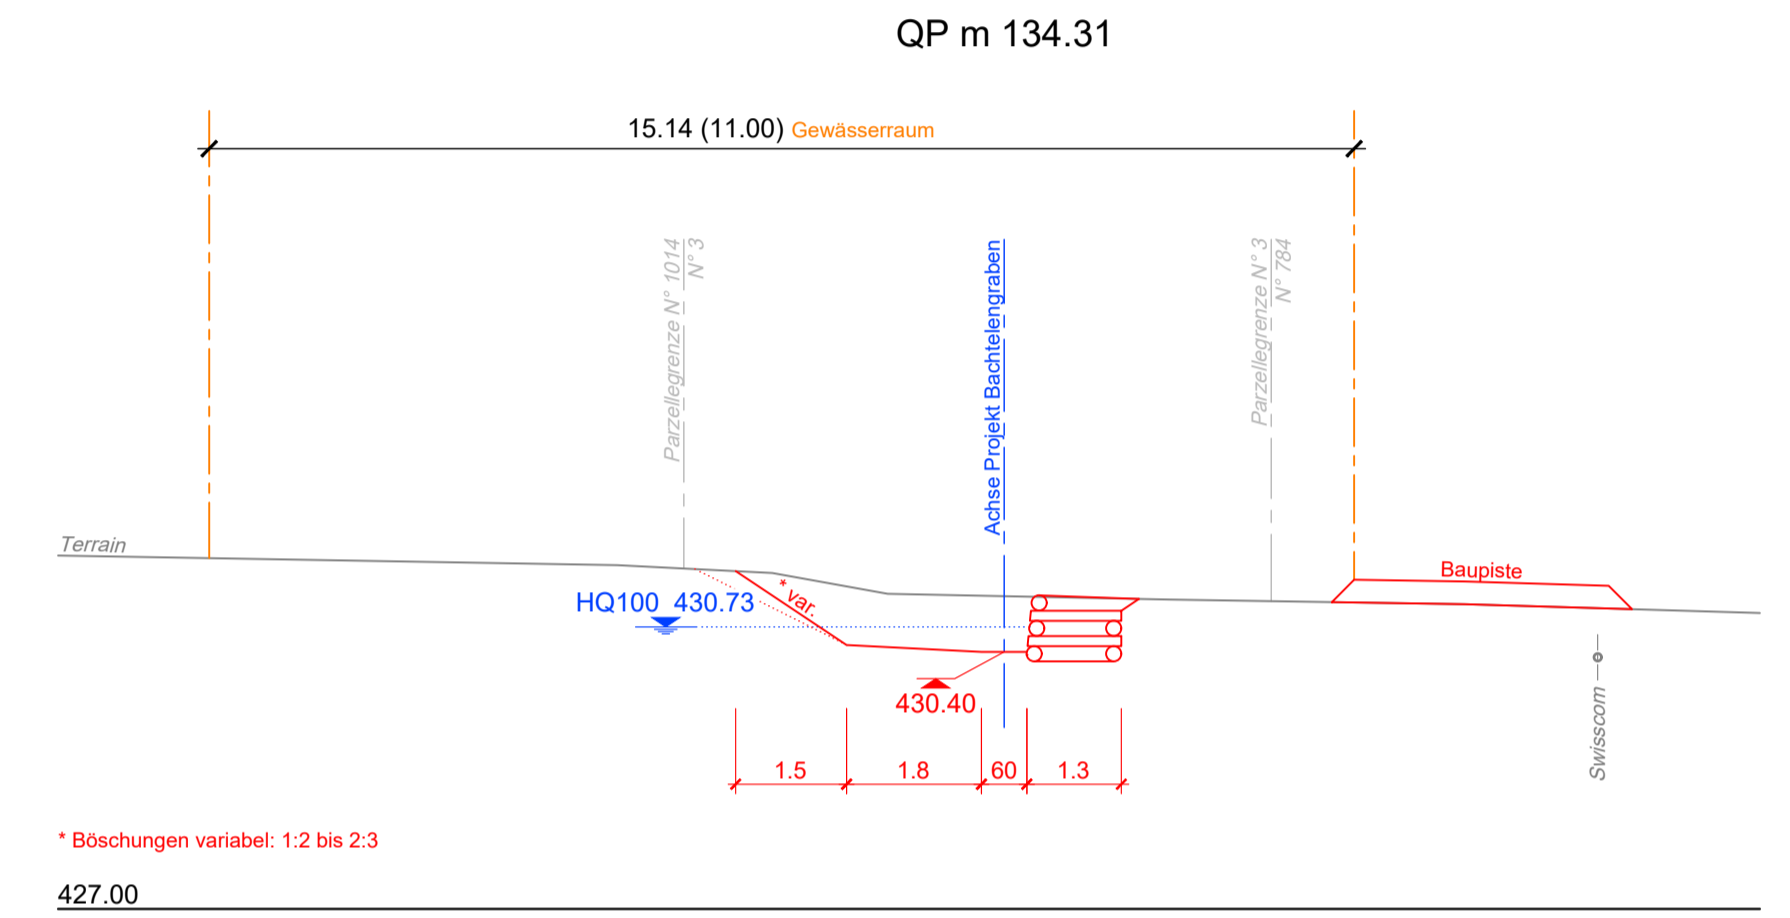 QP m 134.31
15.14 (11.00) Gewässerraum
Parzellegrenze N° 1014
N° 3
Achse Projekt Bachtelengraben
Parzellegrenze N° 3
N° 784
Terrain
Baupiste
* var.
HQ100 430.73
430.40
Swisscom
1.5 1.8 60 1.3
* Böschungen variabel: 1:2 bis 2:3
427.00